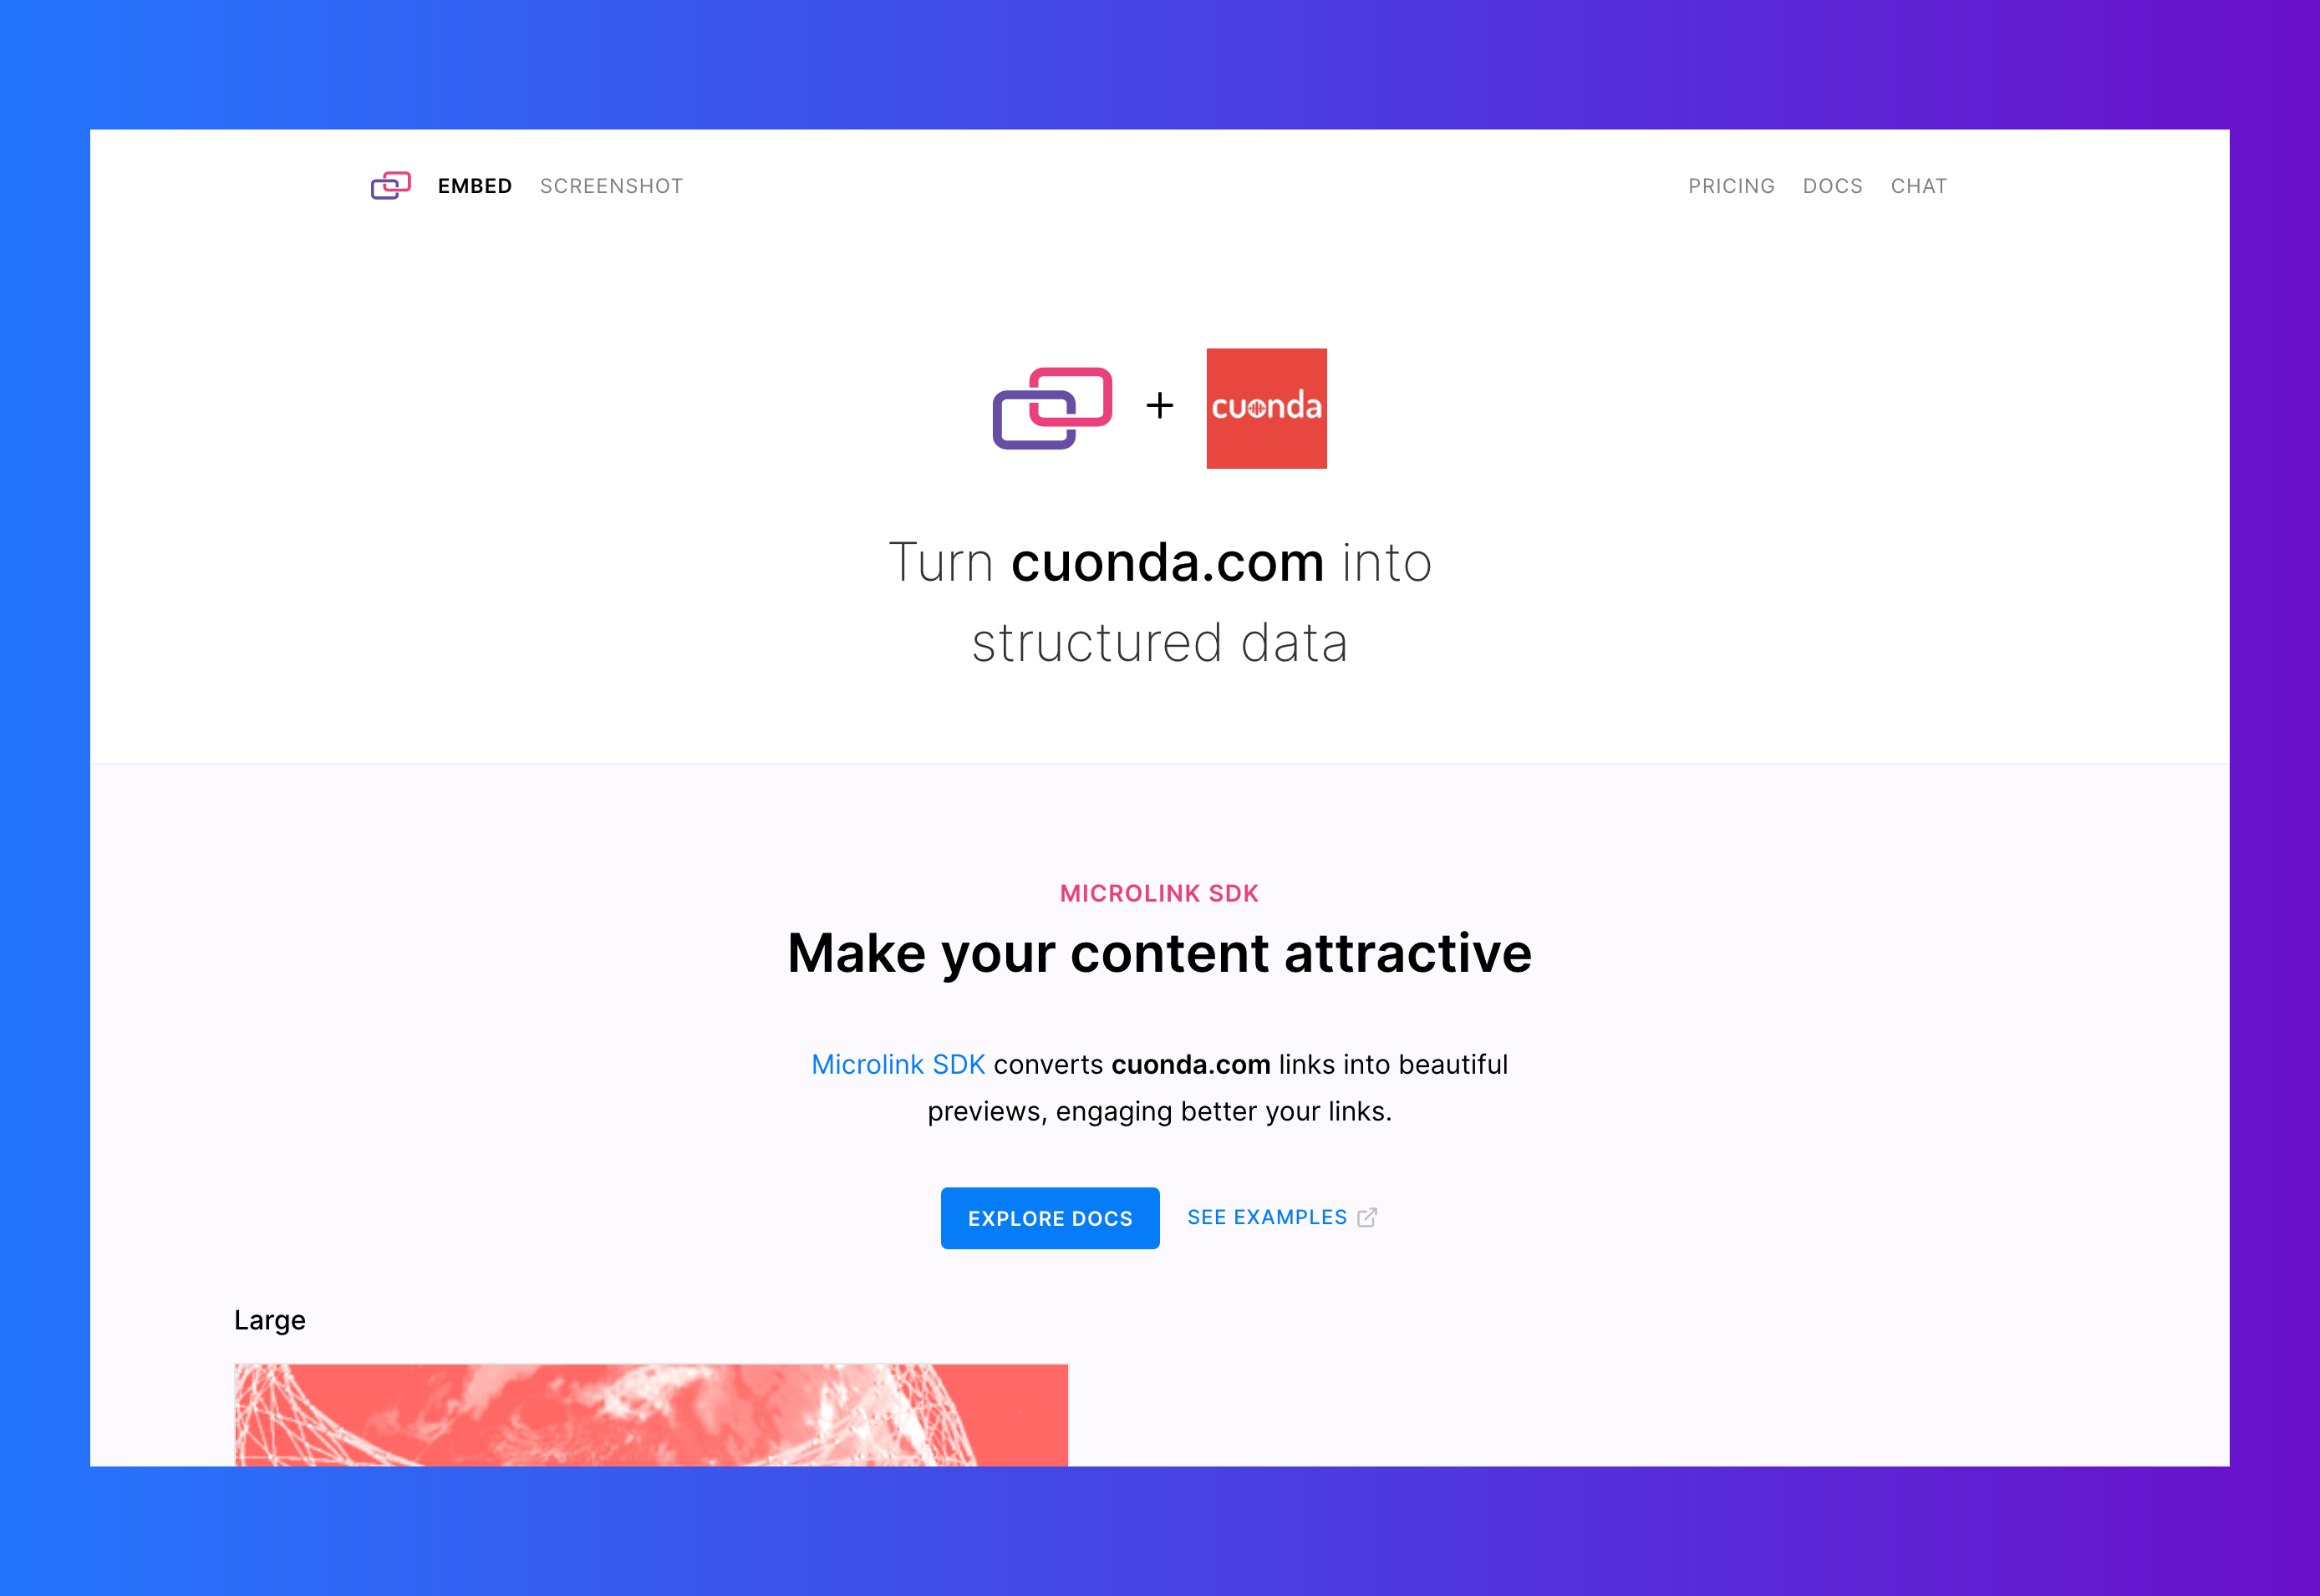 EMBED SCREENSHOT PRICING DOCS CHAT
+ cuonda
Turn cuonda.com into
structured data
MICROLINK SDK
Make your content attractive
Microlink SDK converts cuonda.com links into beautiful
previews, engaging better your links.
EXPLORE DOCS SEE EXAMPLES
Large